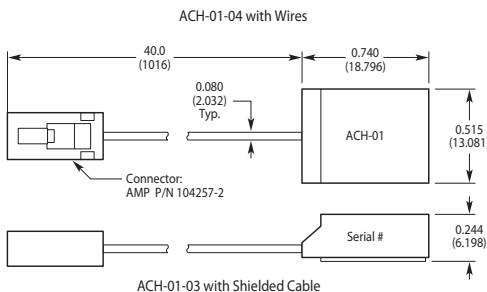 ACH-01-04 with Wires
40.0
(1016)
0.740
(18.796)
0.080
(2.032)
Typ.
ACH-01
0.515
(13.081)
Connector:
AMP P/N 104257-2
Serial #
0.244
(6.198)
ACH-01-03 with Shielded Cable